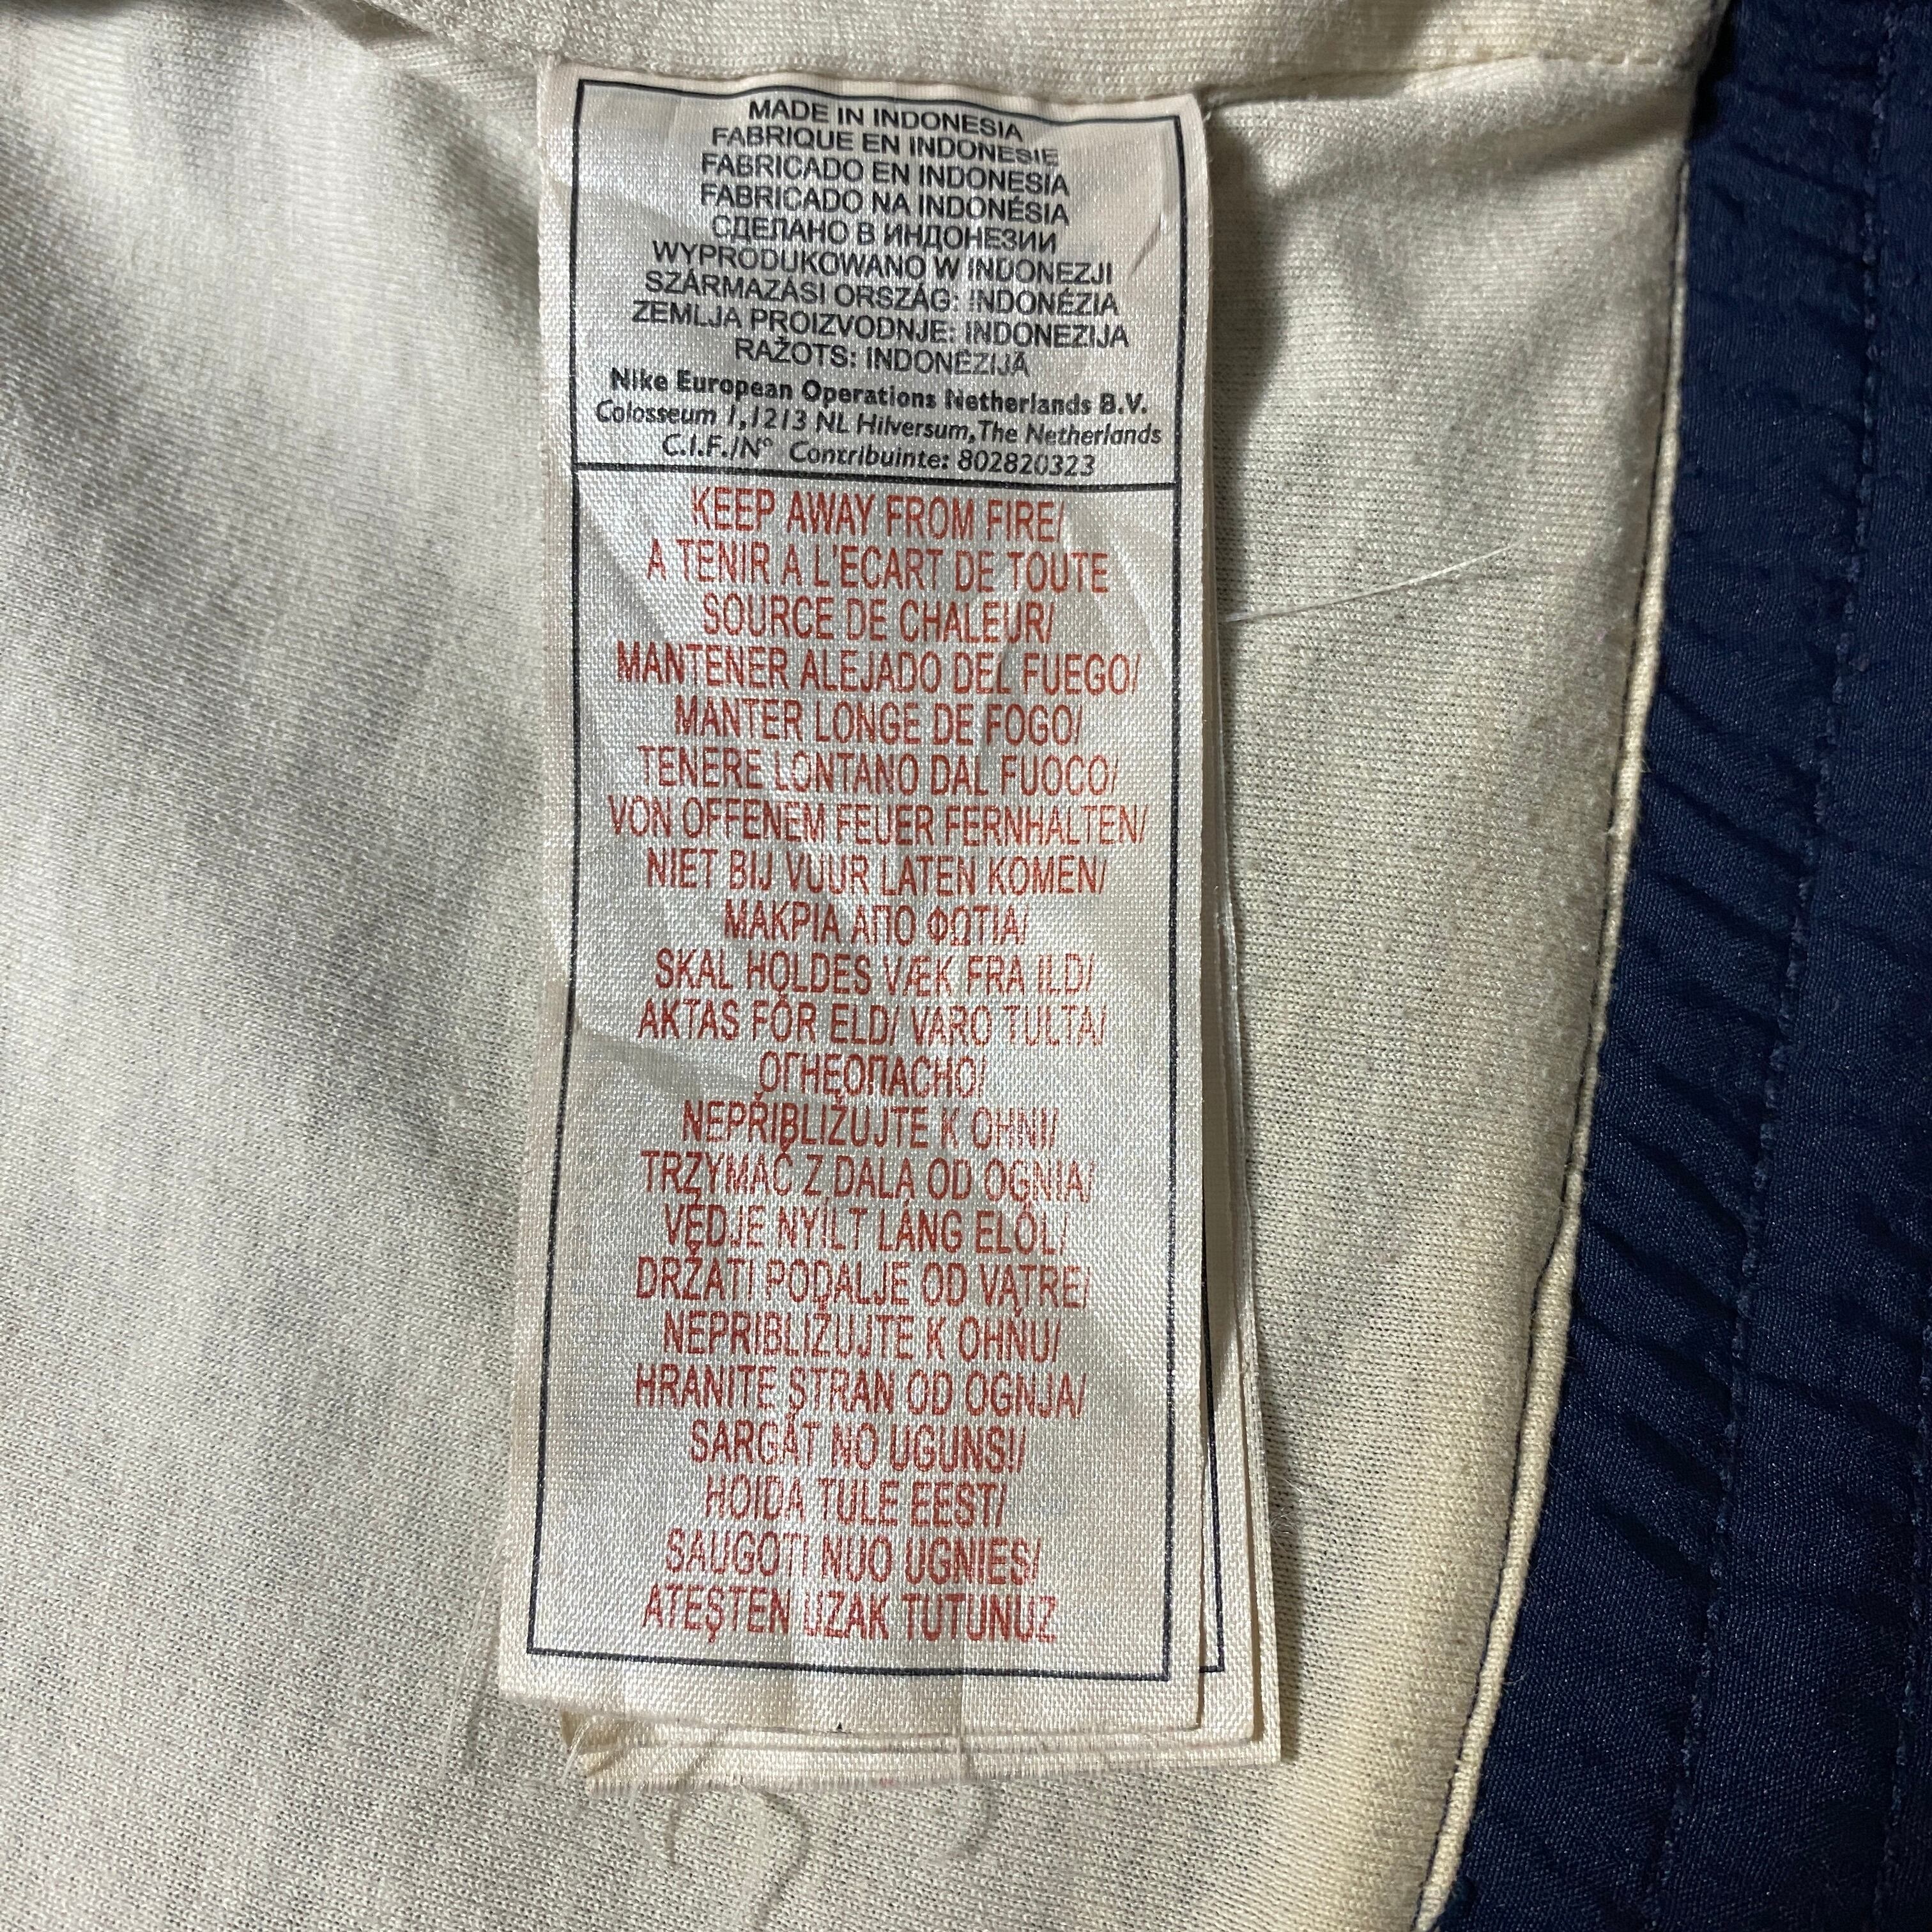 MADE IN INDONESIA
FABRIQUE EN INDONESIE
FABRICADO EN INDONESIA
FABRICADO NA INDONÉSIA
СДЕЛАНО В ИНДОНЕЗИИ
WYPRODUKOWANO W INDONEZJI
SZÁRMAZÁSI ORSZÁG: INDONÉZIA
ZEMLJA PROIZVODNJE: INDONEZIJA
RAŽOTS: INDONĒZIJĀ
Nike European Operations Netherlands B.V.
Colosseum 1, 1213 NL Hilversum, The Netherlands
C.I.F./Nº Contribuinte: 802820323
KEEP AWAY FROM FIRE/
A TENIR A L'ECART DE TOUTE
SOURCE DE CHALEUR/
MANTENER ALEJADO DEL FUEGO/
MANTER LONGE DE FOGO/
TENERE LONTANO DAL FUOCO/
VON OFFENEM FEUER FERNHALTEN/
NIET BIJ VUUR LATEN KOMEN/
ΜΑΚΡΙΑ ΑΠΟ ΦΩΤΙΑ/
SKAL HOLDES VÆK FRA ILD/
AKTAS FÖR ELD/ VARO TULTA/
ОГНЕОПАСНО/
NEPŘIBLIŽUJTE K OHNI/
TRZYMAĆ Z DALA OD OGNIA/
VÉDJE NYÍLT LÁNG ELŐL/
DRŽATI PODALJE OD VATRE/
NEPRIBLIŽUJTE K OHŇU/
HRANITE STRAN OD OGNJA/
SARGĀT NO UGUNS!/
HOIDA TULE EEST/
SAUGOTI NUO UGNIES/
ATEŞTEN UZAK TUTUNUZ